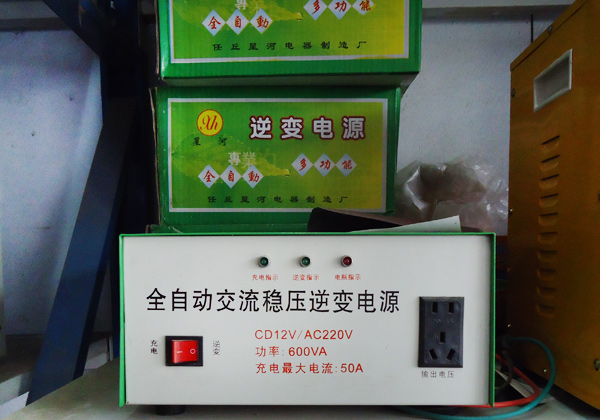 專業
全自動 多功能
任丘星河电器制造厂
Xh
星河
逆变电源
專業
全自動 多功能
任丘星河电器制造厂
充电指示 逆变指示 电瓶指示
全自动交流稳压逆变电源
充电
逆变
CD12V/AC220V
功率:600VA
充电最大电流:50A
输出电压